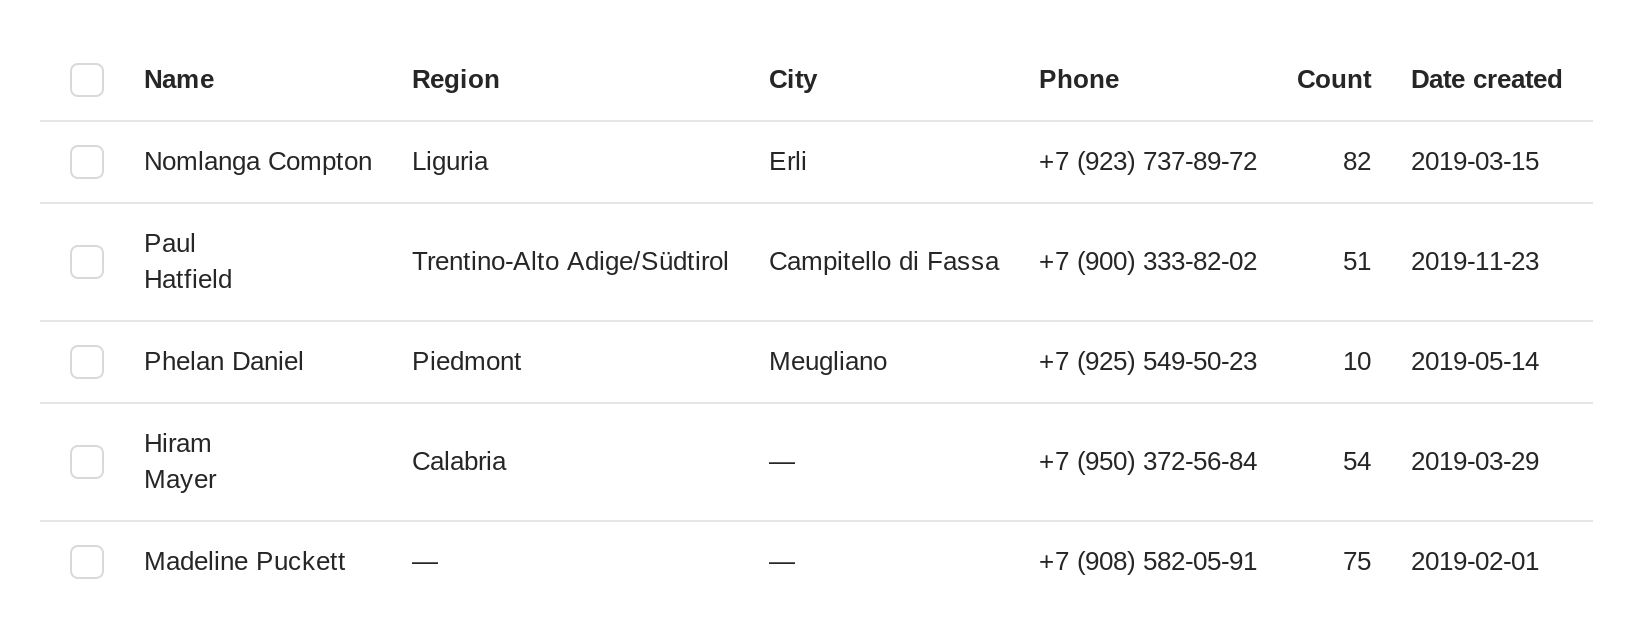 Name Region City Phone Count Date created
Nomlanga Compton Liguria Erli +7 (923) 737-89-72 82 2019-03-15
Paul
Hatfield Trentino-Alto Adige/Südtirol Campitello di Fassa +7 (900) 333-82-02 51 2019-11-23
Phelan Daniel Piedmont Meugliano +7 (925) 549-50-23 10 2019-05-14
Hiram
Mayer Calabria — +7 (950) 372-56-84 54 2019-03-29
Madeline Puckett — — +7 (908) 582-05-91 75 2019-02-01